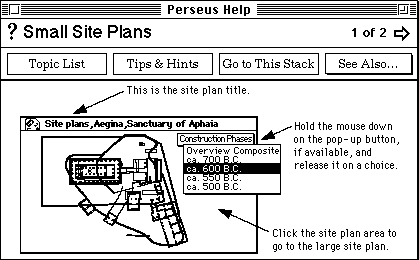 Perseus Help
? Small Site Plans
1 of 2
Topic List
Tips & Hints
Go to This Stack
See Also...
This is the site plan title.
Site plans,Aegina,Sanctuary of Aphaia
Construction Phases
Overview Composite
ca. 700 B.C.
ca. 600 B.C.
ca. 550 B.C.
ca. 500 B.C.
Hold the mouse down
on the pop-up button,
if available, and
release it on a choice.
Click the site plan area to
go to the large site plan.